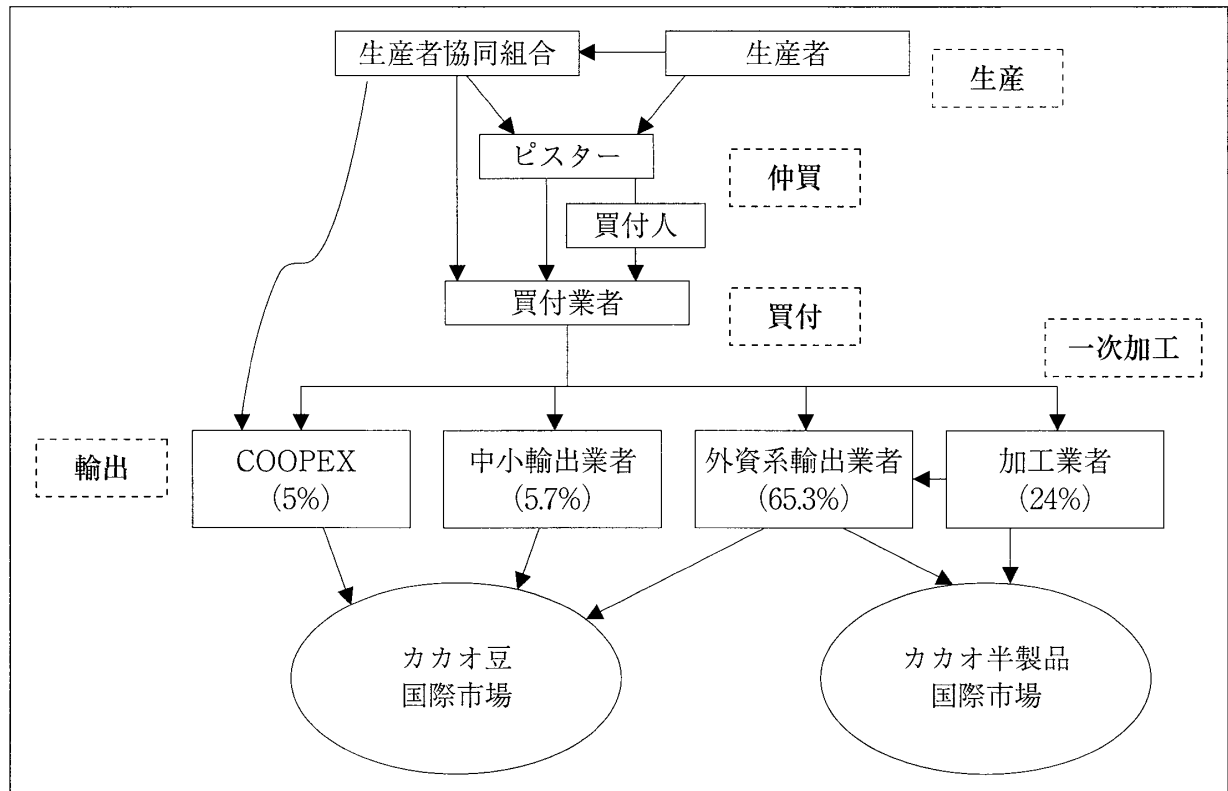 生産者協同組合
生産者
生産
ピスター
仲買
買付人
買付業者
買付
一次加工
輸出
COOPEX
(5%)
中小輸出業者
(5.7%)
外資系輸出業者
(65.3%)
加工業者
(24%)
カカオ豆
国際市場
カカオ半製品
国際市場